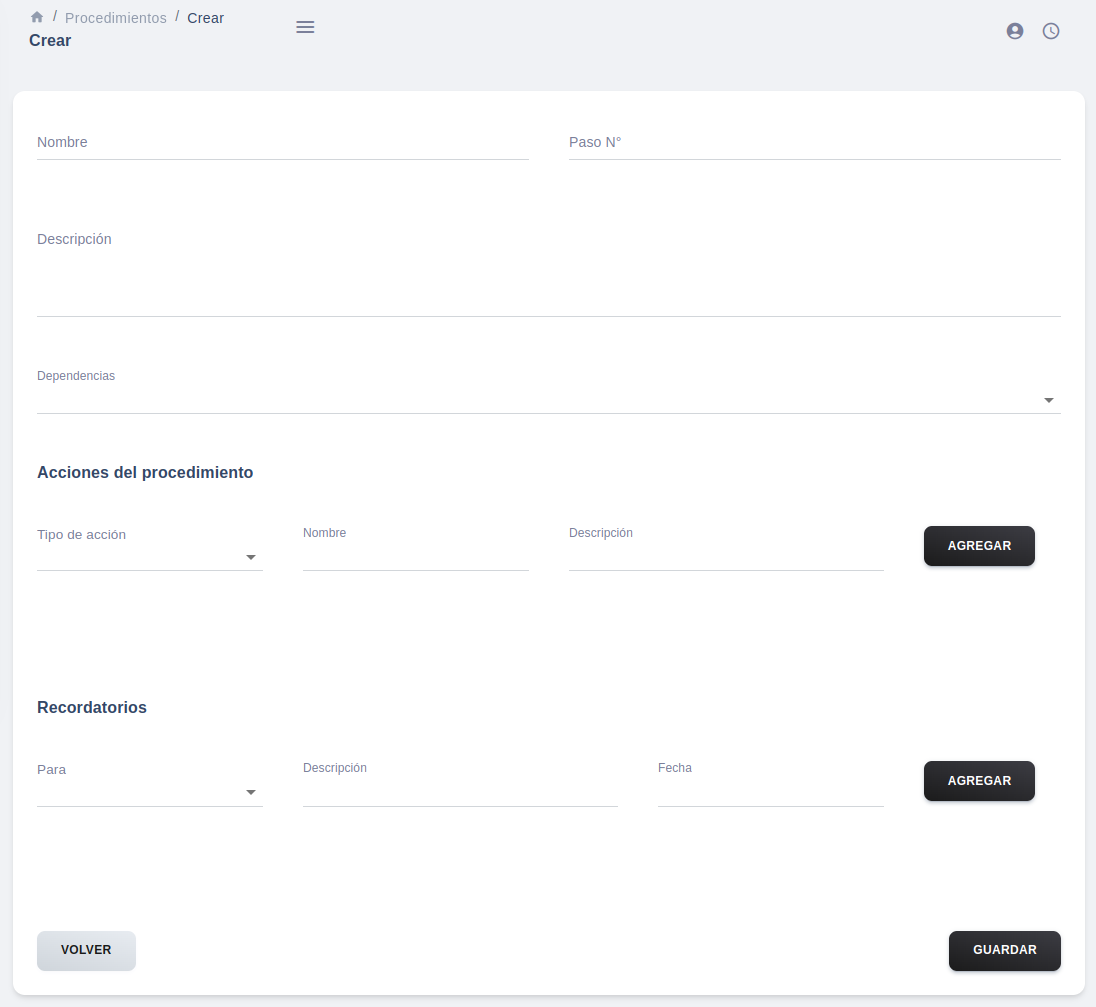 / Procedimientos / Crear
Crear
Nombre Paso N°
Descripción
Dependencias
Acciones del procedimiento
Tipo de acción Nombre Descripción AGREGAR
Recordatorios
Para Descripción Fecha AGREGAR
VOLVER GUARDAR